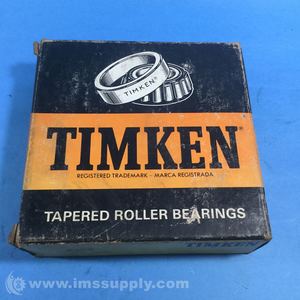 TIMKEN®
TIMKEN®
REGISTERED TRADEMARK – MARCA REGISTRADA
TAPERED ROLLER BEARINGS
TIMKEN
© www.imssupply.com